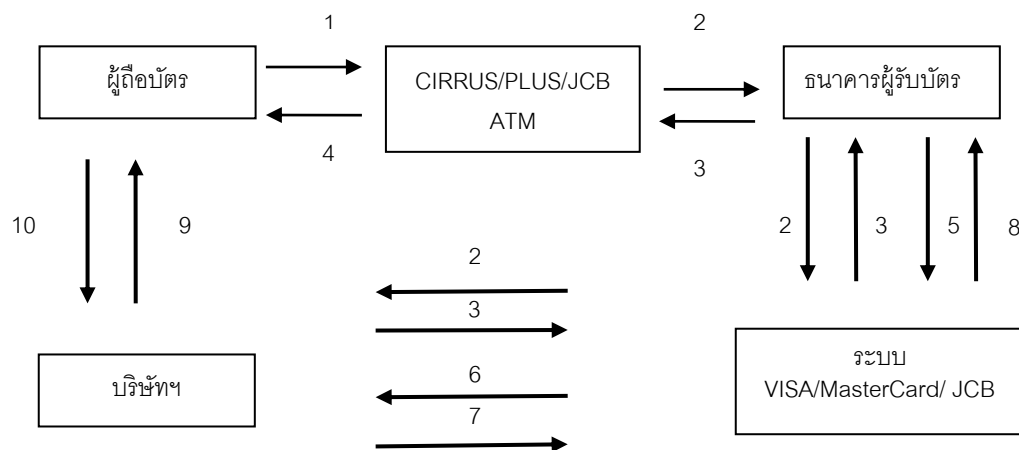 1
2
ผู้ถือบัตร
CIRRUS/PLUS/JCB
ATM
ธนาคารผู้รับบัตร
4
3
10
9
2
3
5
8
2
3
บริษัทฯ
6
7
ระบบ
VISA/MasterCard/ JCB